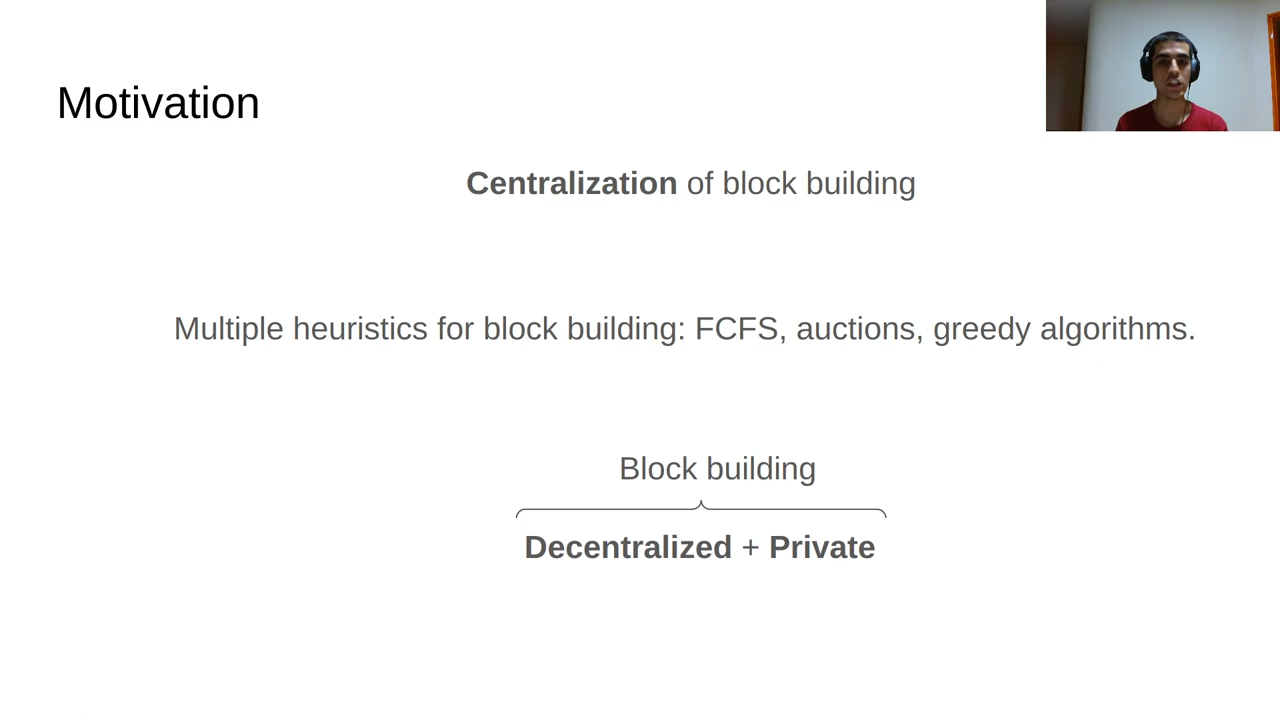 Motivation
Centralization of block building
Multiple heuristics for block building: FCFS, auctions, greedy algorithms.
Block building
Decentralized + Private